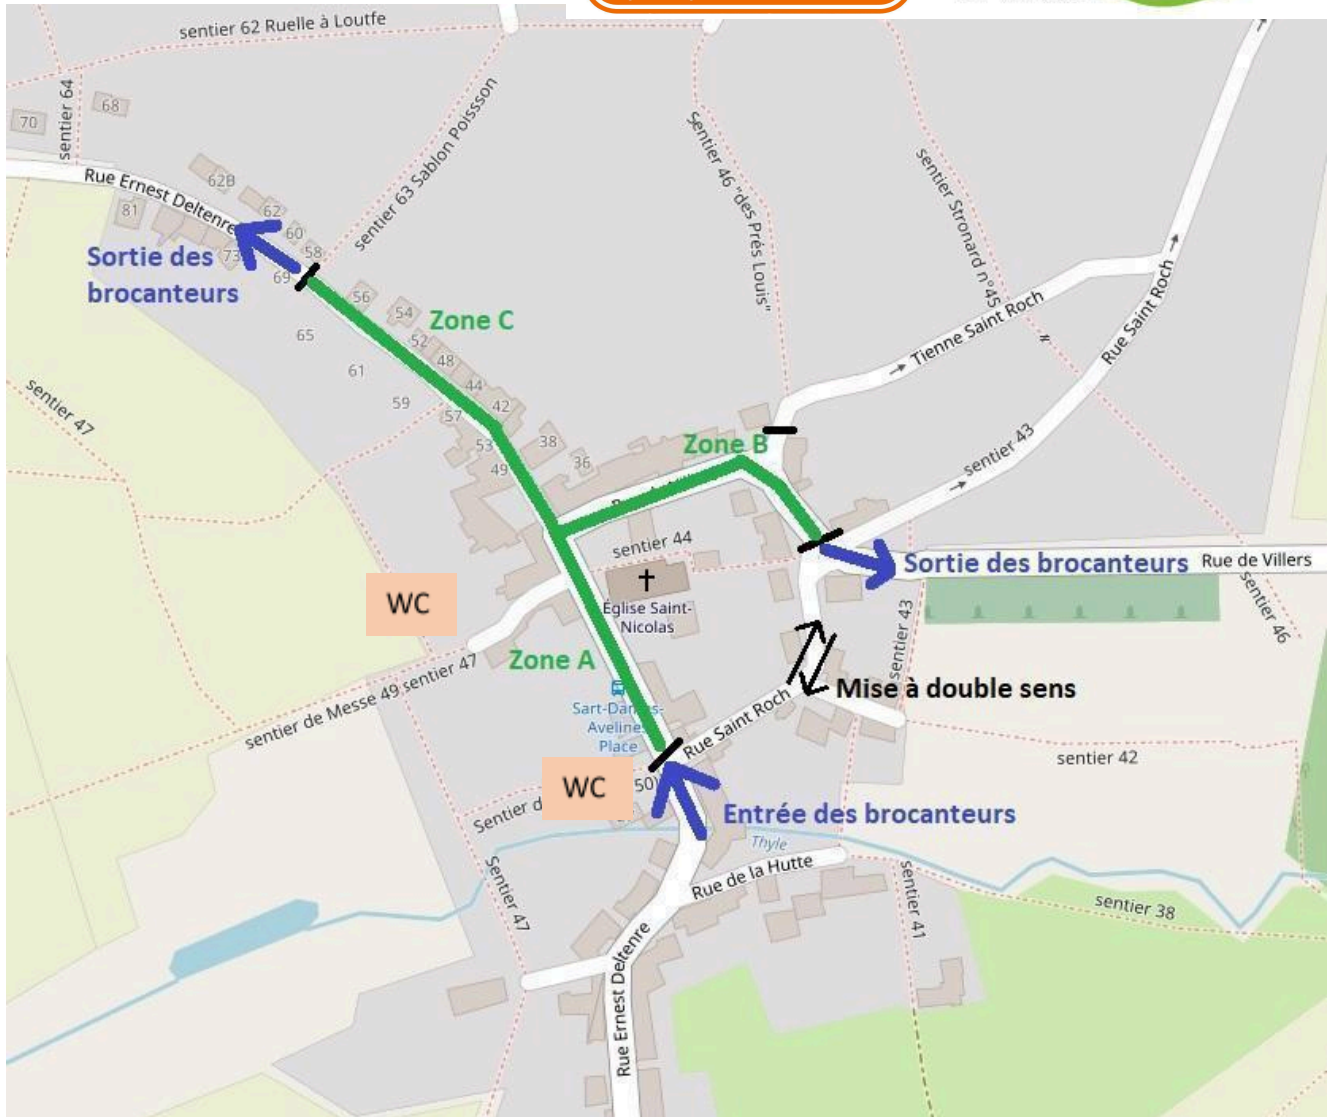 sentier 62 Ruelle à Loutfe
sentier 64
68
70
sentier 63 Sablon Poissson
Sentier 46 "des Prés Louis"
sentier Stronard n°45
Rue Ernest Deltenre
62B
62
60
58
81
73
69
Sortie des
brocanteurs
56
54
52
48
44
42
38
36
65
61
59
57
53
49
Zone C
Tienne Saint Roch
Rue Saint Roch
sentier 47
Zone B
sentier 43
sentier 44
Sortie des brocanteurs
Rue de Villers
WC
Église Saint-
Nicolas
sentier 43
sentier 46
Zone A
sentier de Messe 49
sentier 47
Mise à double sens
Rue Saint Roch
Place
sentier 42
WC
50)
Entrée des brocanteurs
Thyle
Rue de la Hutte
Sentier 47
sentier 41
sentier 38
Rue Ernest Deltenre